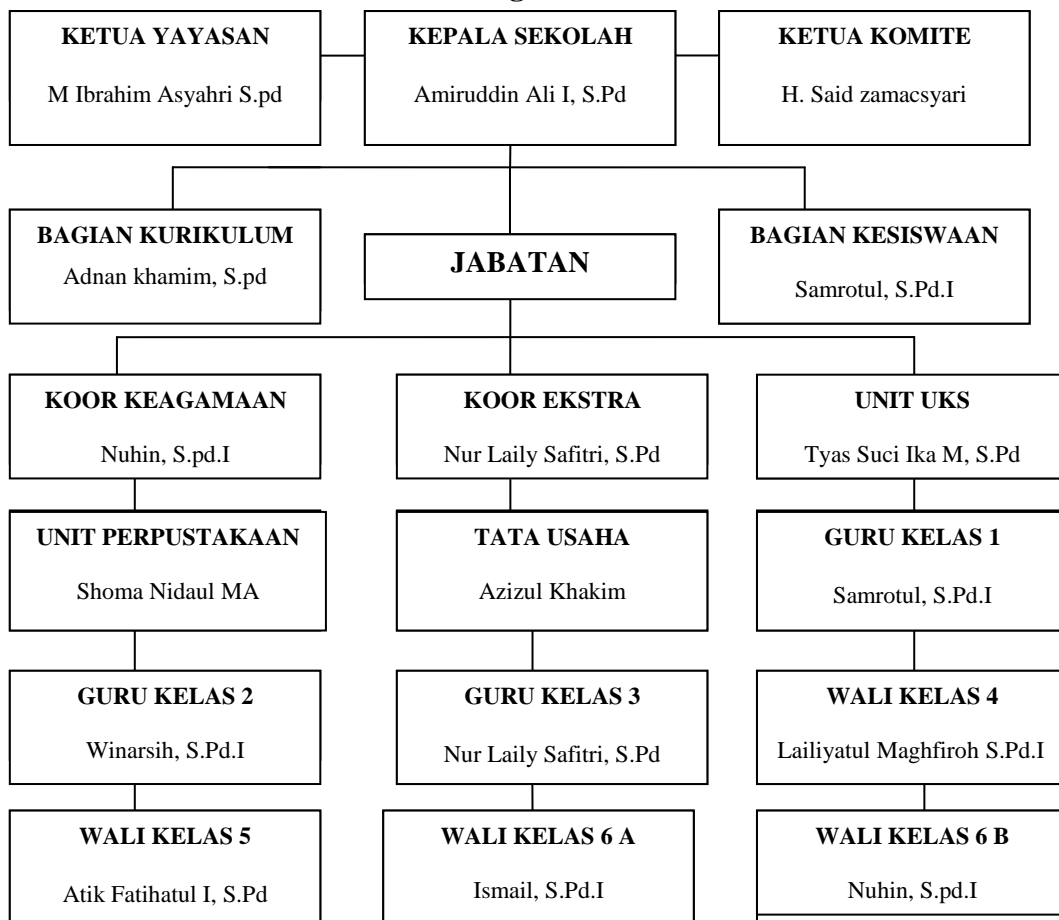 KETUA YAYASAN
M Ibrahim Asyahri S.pd
KEPALA SEKOLAH
Amiruddin Ali I, S.Pd
KETUA KOMITE
H. Said zamacsyari
BAGIAN KURIKULUM
Adnan khamim, S.pd
JABATAN
BAGIAN KESISWAAN
Samrotul, S.Pd.I
KOOR KEAGAMAAN
Nuhin, S.pd.I
KOOR EKSTRA
Nur Laily Safitri, S.Pd
UNIT UKS
Tyas Suci Ika M, S.Pd
UNIT PERPUSTAKAAN
Shoma Nidaul MA
TATA USAHA
Azizul Khakim
GURU KELAS 1
Samrotul, S.Pd.I
GURU KELAS 2
Winarsih, S.Pd.I
GURU KELAS 3
Nur Laily Safitri, S.Pd
WALI KELAS 4
Lailiyatul Maghfiroh S.Pd.I
WALI KELAS 5
Atik Fatihatul I, S.Pd
WALI KELAS 6 A
Ismail, S.Pd.I
WALI KELAS 6 B
Nuhin, S.pd.I